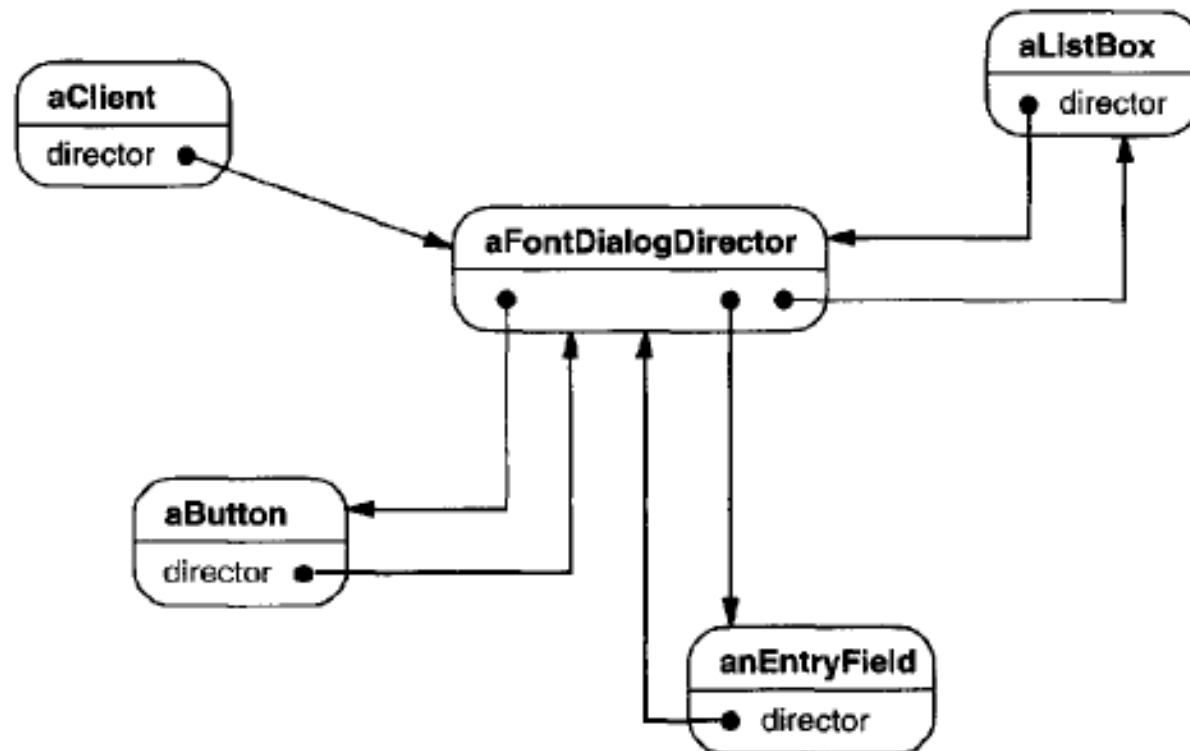 aListBox
director
aClient
director
aFontDialogDirector
aButton
director
anEntryField
director